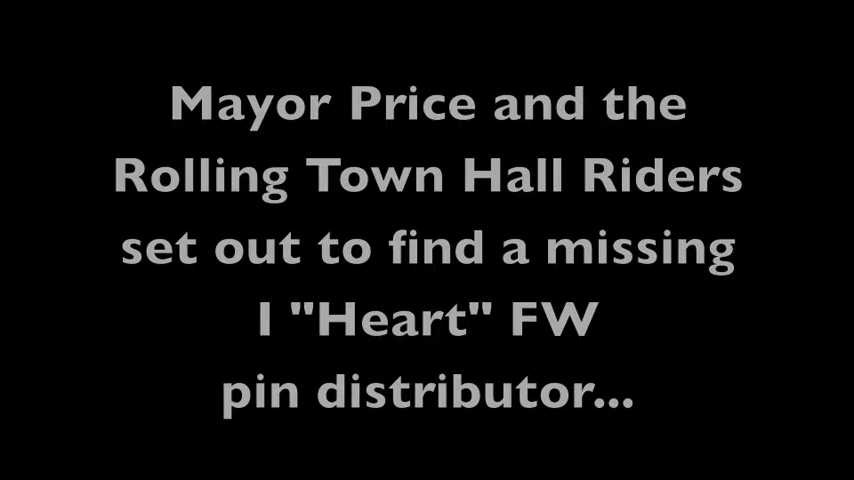 Mayor Price and the
Rolling Town Hall Riders
set out to find a missing
I "Heart" FW
pin distributor...